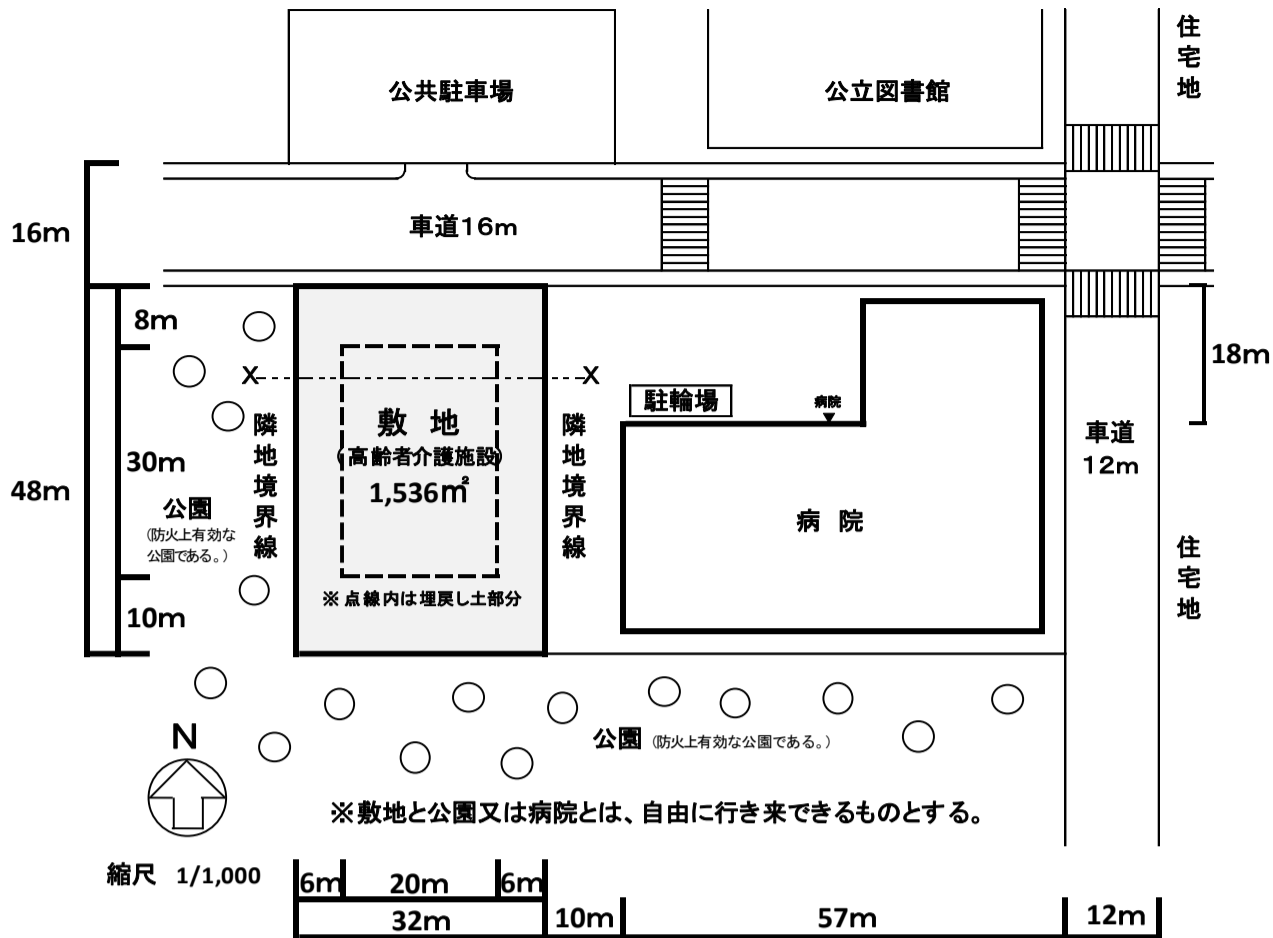 公共駐車場
公立図書館
住宅地
16m
車道16m
8m
18m
X
X
駐輪場
病院
隣地境界線
敷 地
(高齢者介護施設)
1,536㎡
隣地境界線
車道
12m
48m
30m
公園
(防火上有効な
公園である。)
病 院
住宅地
※ 点線内は埋戻し土部分
10m
公園 (防火上有効な公園である。)
N
※敷地と公園又は病院とは、自由に行き来できるものとする。
縮尺 1/1,000
6m
20m
6m
32m
10m
57m
12m